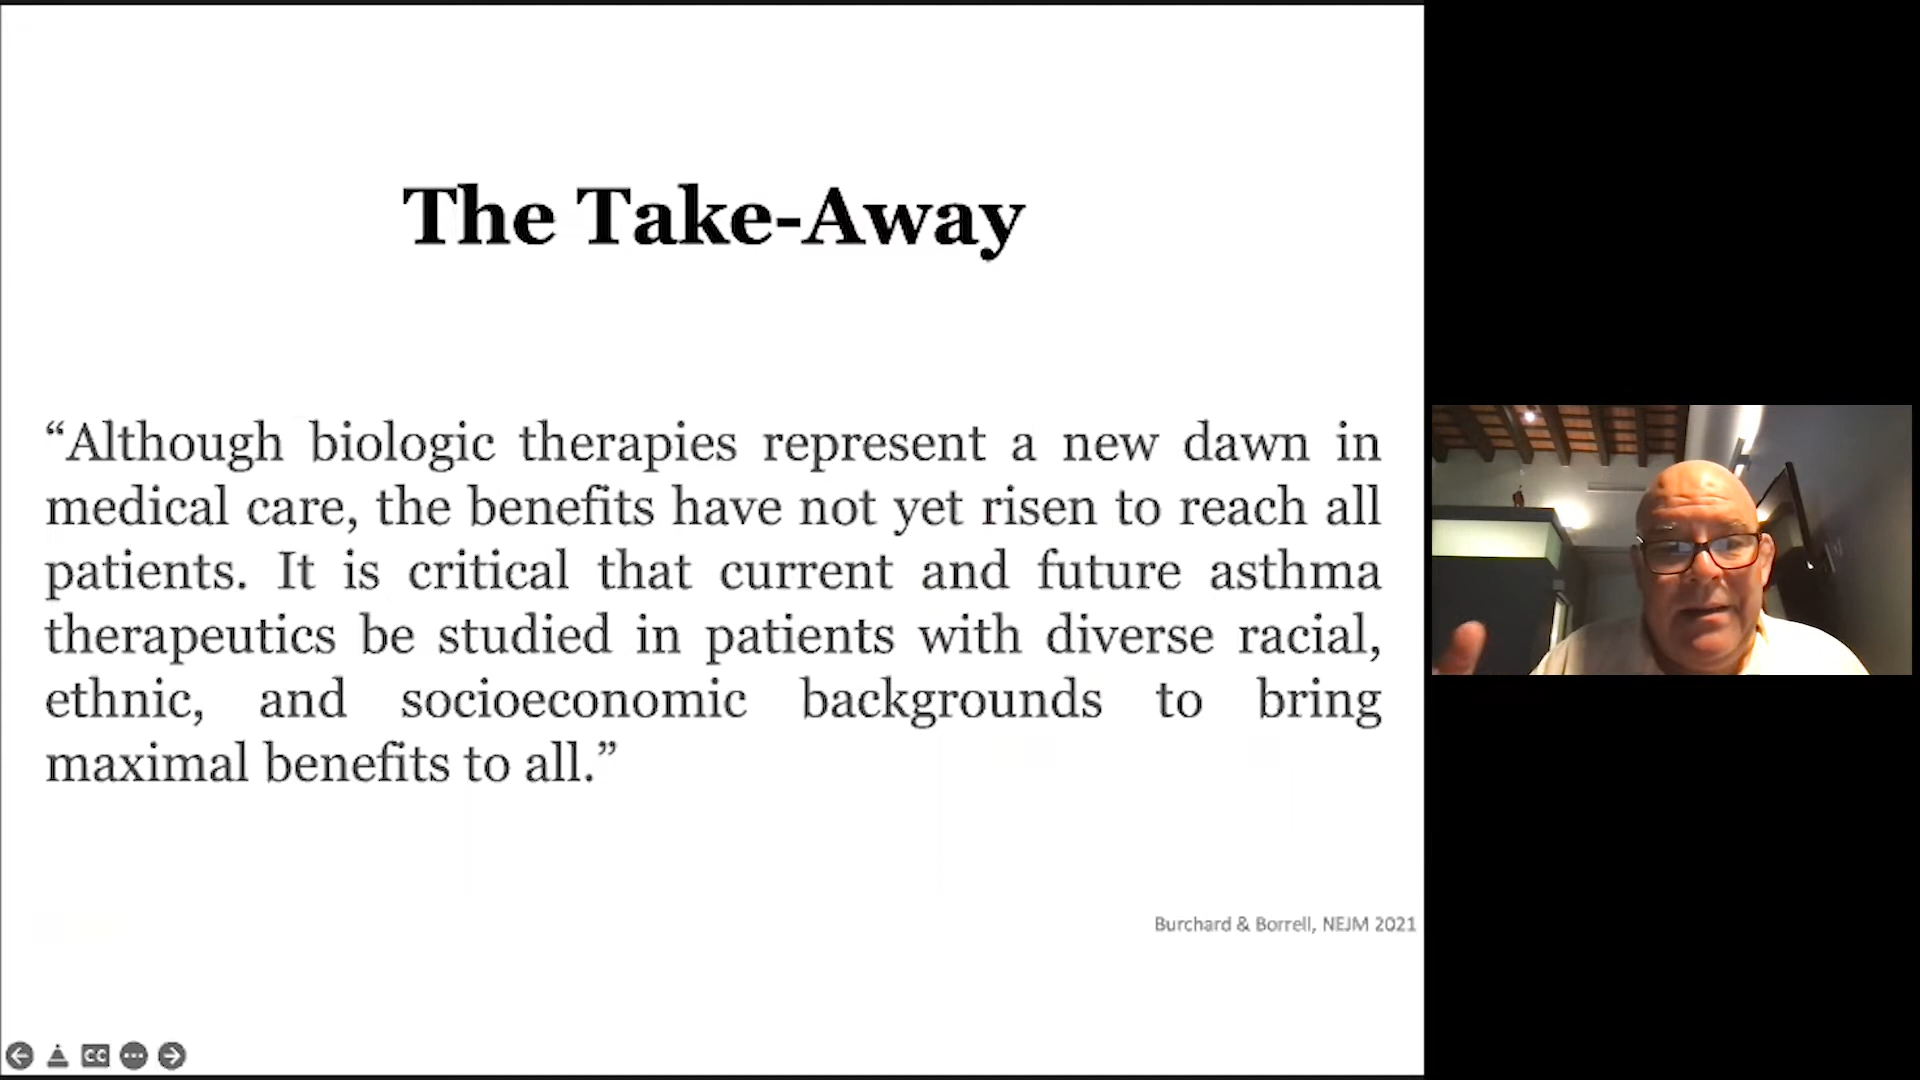 The Take-Away
“Although biologic therapies represent a new dawn in
medical care, the benefits have not yet risen to reach all
patients. It is critical that current and future asthma
therapeutics be studied in patients with diverse racial,
ethnic, and socioeconomic backgrounds to bring
maximal benefits to all.”
Burchard & Borrell, NEJM 2021
CC